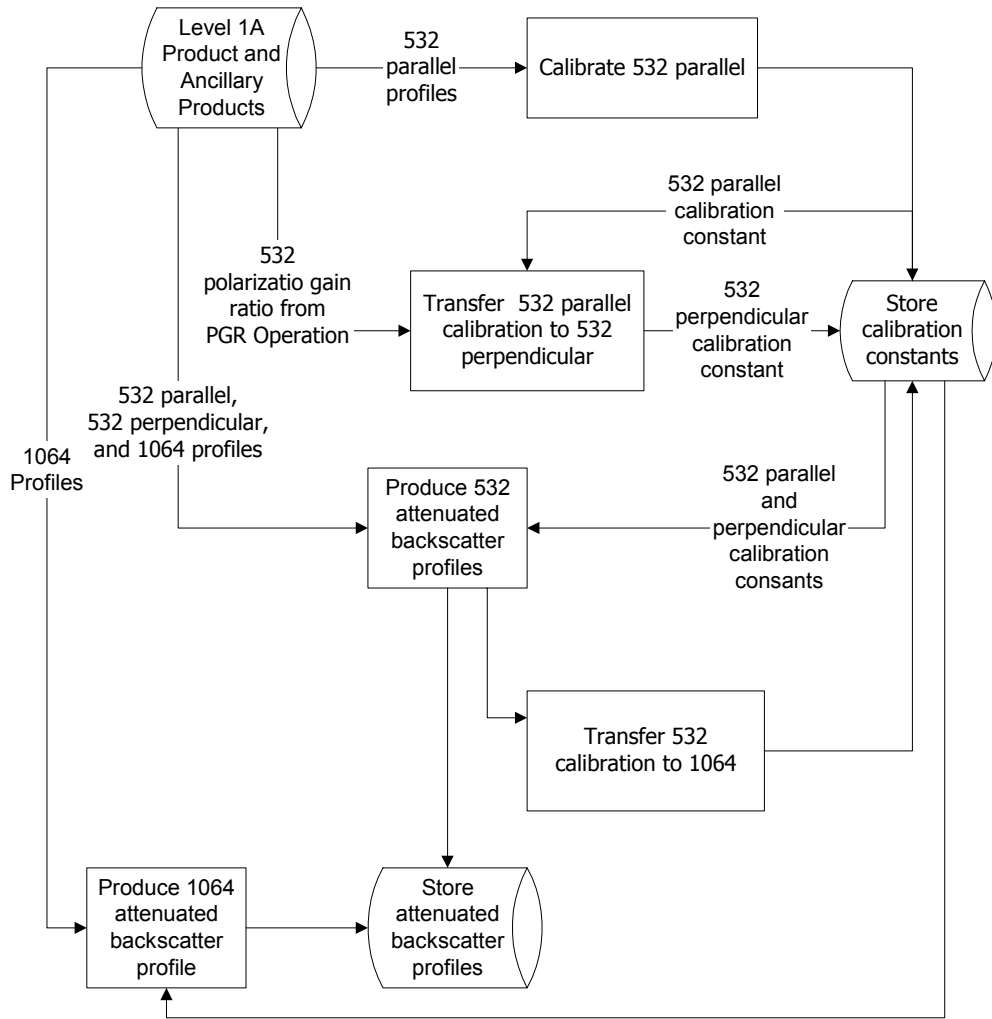 Level 1A
Product and
Ancillary
Products
532
parallel
profiles
Calibrate 532 parallel
532 parallel
calibration
constant
532
polarizatio gain
ratio from
PGR Operation
Transfer 532 parallel
calibration to 532
perpendicular
532
perpendicular
calibration
constant
Store
calibration
constants
532 parallel,
532 perpendicular,
and 1064 profiles
1064
Profiles
Produce 532
attenuated
backscatter
profiles
532 parallel
and
perpendicular
calibration
consants
Transfer 532
calibration to 1064
Produce 1064
attenuated
backscatter
profile
Store
attenuated
backscatter
profiles